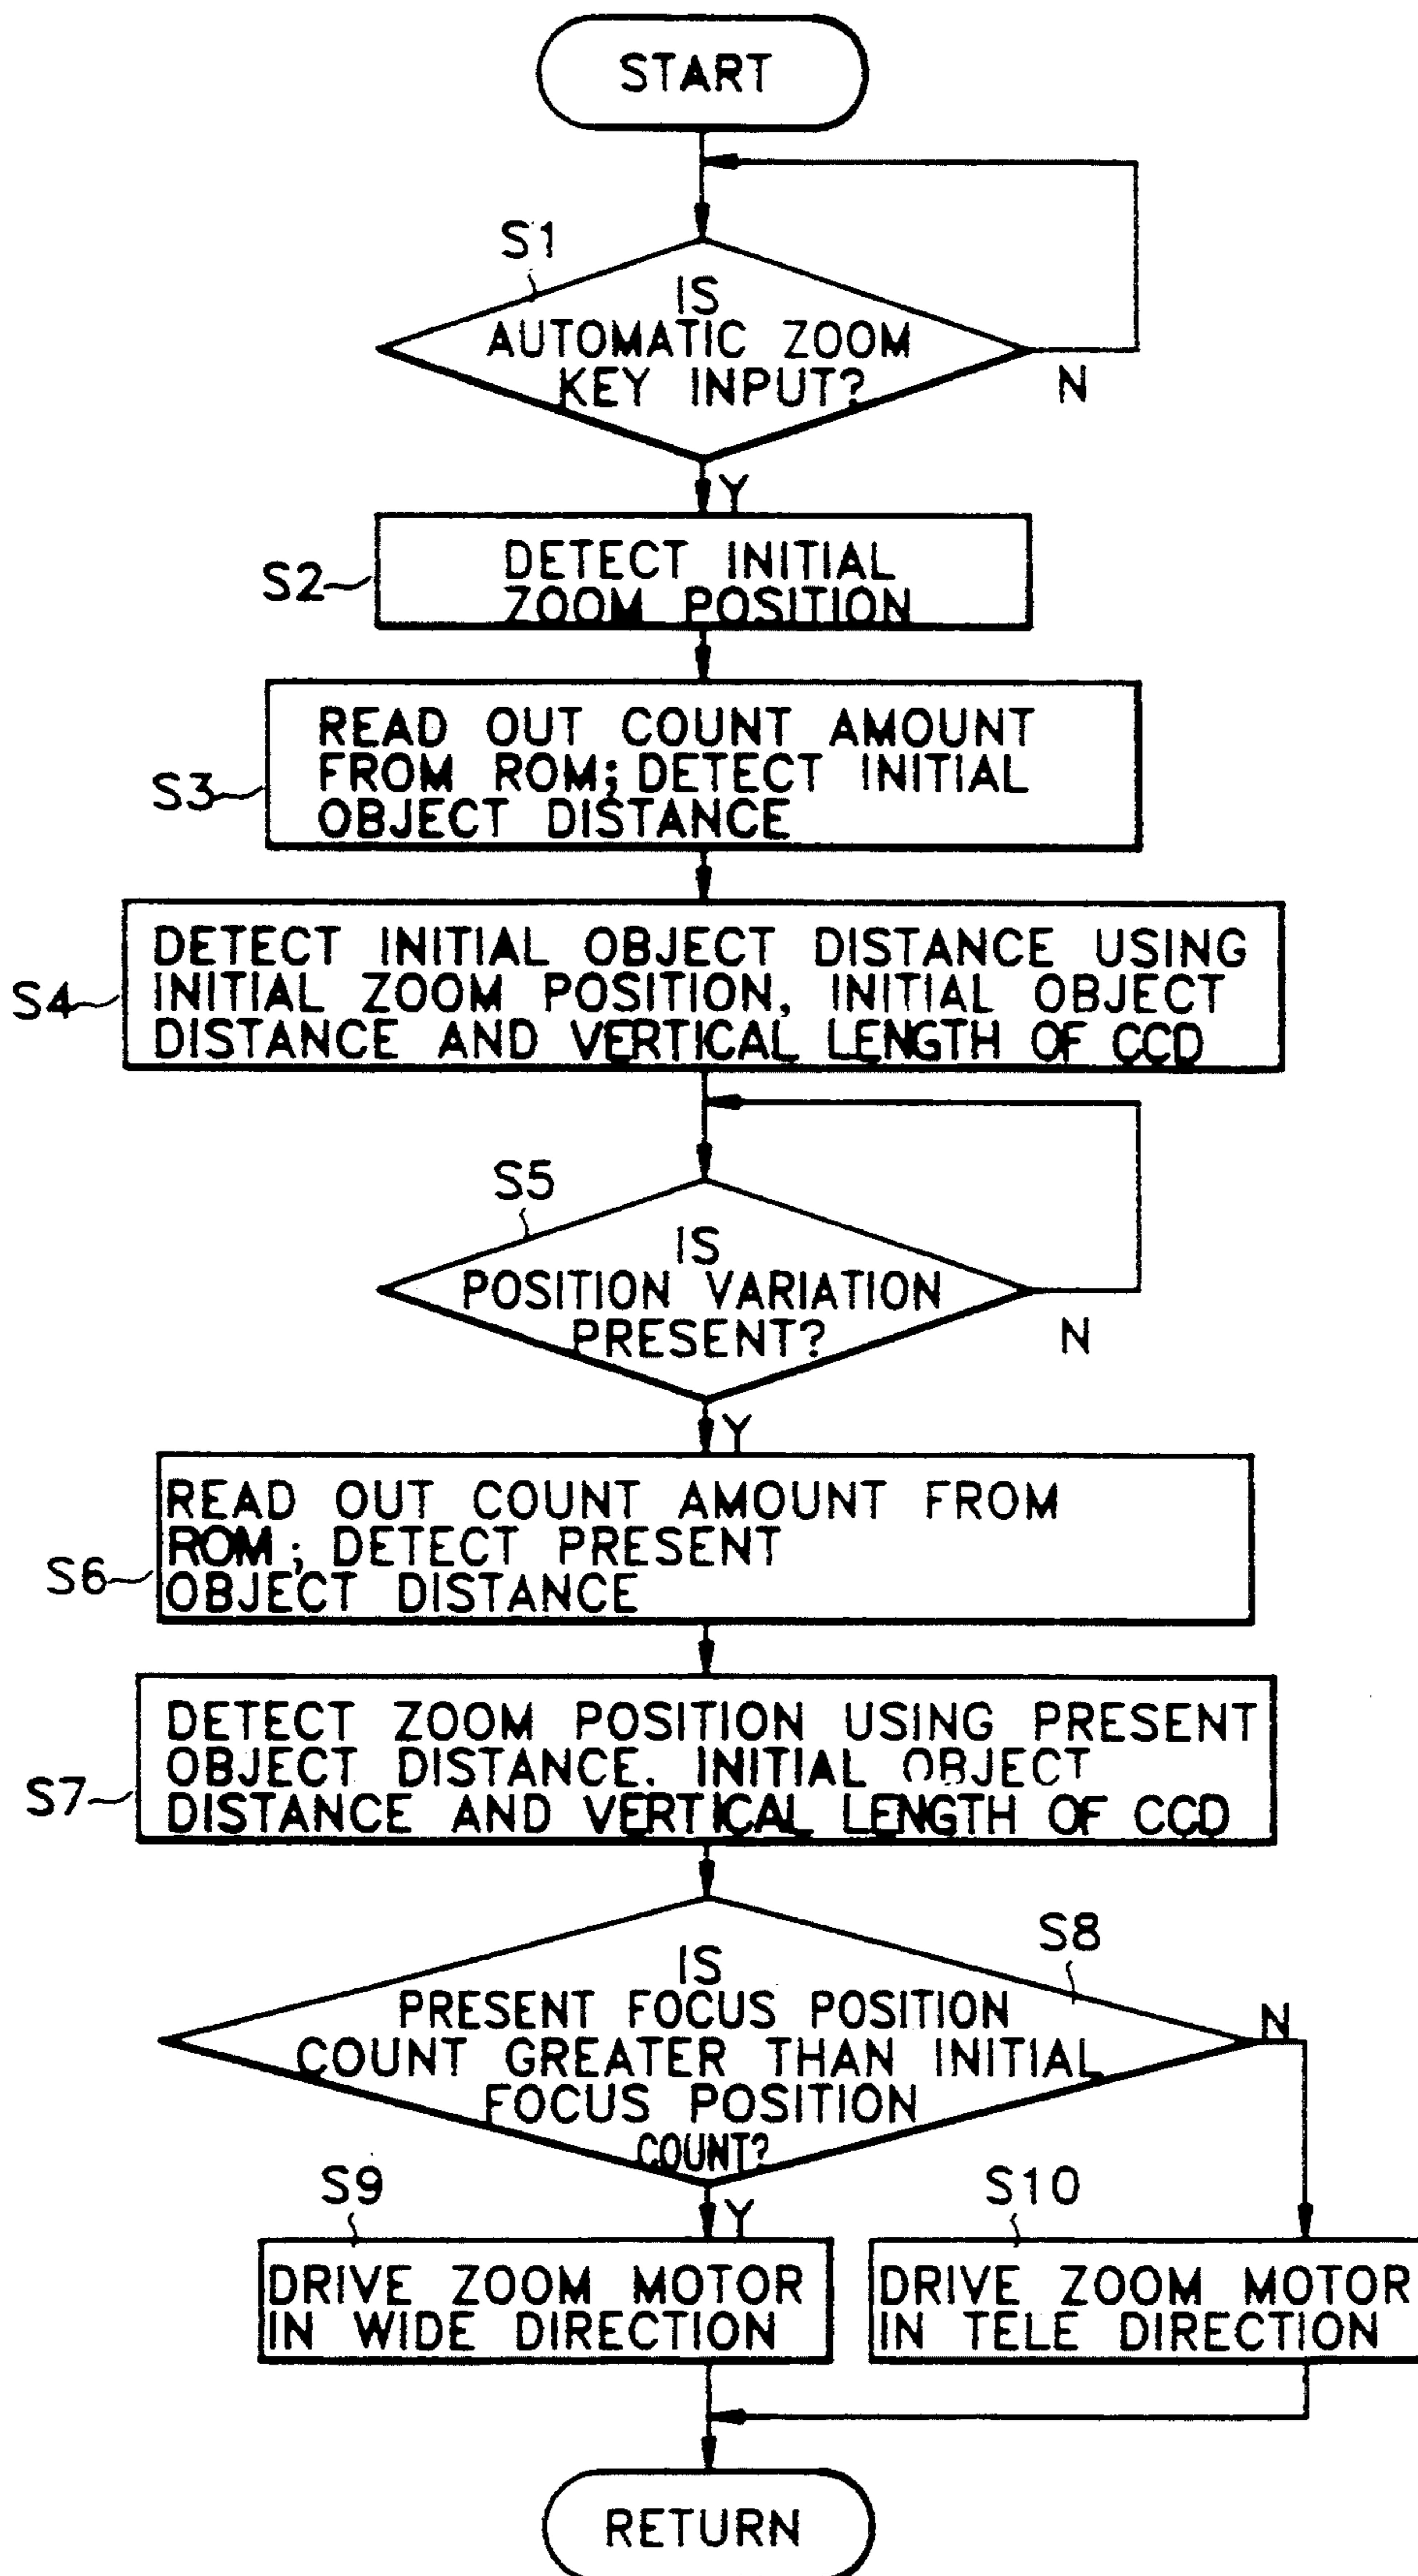 START
S1
IS
AUTOMATIC ZOOM
KEY INPUT?
N
Y
S2
DETECT INITIAL
ZOOM POSITION
S3
READ OUT COUNT AMOUNT
FROM ROM; DETECT INITIAL
OBJECT DISTANCE
S4
DETECT INITIAL OBJECT DISTANCE USING
INITIAL ZOOM POSITION, INITIAL OBJECT
DISTANCE AND VERTICAL LENGTH OF CCD
S5
IS
POSITION VARIATION
PRESENT?
N
Y
S6
READ OUT COUNT AMOUNT FROM
ROM; DETECT PRESENT
OBJECT DISTANCE
S7
DETECT ZOOM POSITION USING PRESENT
OBJECT DISTANCE, INITIAL OBJECT
DISTANCE AND VERTICAL LENGTH OF CCD
S8
IS
PRESENT FOCUS POSITION
COUNT GREATER THAN INITIAL
FOCUS POSITION
COUNT?
N
Y
S9
DRIVE ZOOM MOTOR
IN WIDE DIRECTION
S10
DRIVE ZOOM MOTOR
IN TELE DIRECTION
RETURN